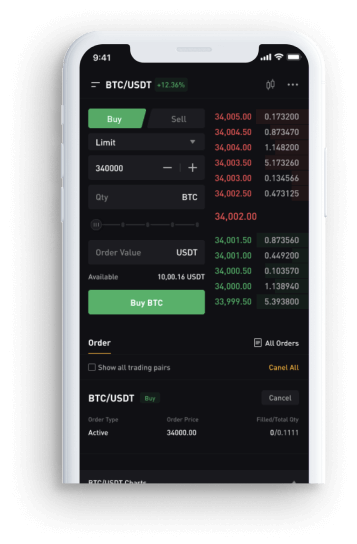 9:41
BTC/USDT +12.36%
Buy Sell
Limit
340000 — +
Qty BTC
Order Value USDT
Available 10,00.16 USDT
Buy BTC
34,005.00 0.173200
34,004.50 0.873470
34,004.00 1.148200
34,003.50 5.173260
34,003.00 0.134566
34,002.50 0.473125
34,002.00
34,001.50 0.873560
34,001.00 0.449200
34,000.50 0.103570
34,000.00 1.138940
33,999.50 5.393800
Order All Orders
Show all trading pairs Canel All
BTC/USDT Buy Cancel
Order Type Order Price Filled/Total Qty
Active 34000.00 0/0.1111
BTC/USDT Charts